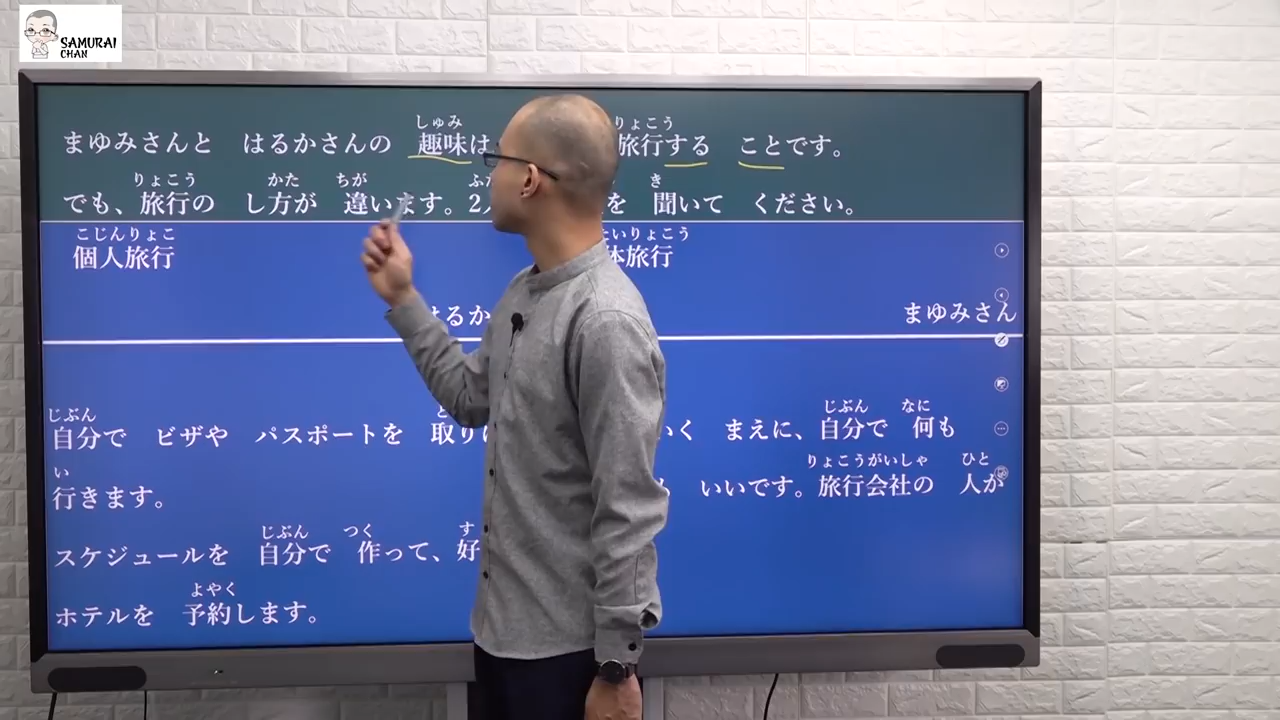 SAMURAI
CHAN
しゅみ りょこう
まゆみさんと はるかさんの 趣味は 旅行する ことです。
りょこう かた ちが き
でも、旅行の し方が 違います。2 を 聞いて ください。
こじんりょこ いりょこう
個人旅行 体旅行
はるか まゆみさん
じぶん じぶん なに
自分で ビザや パスポートを 取り いく まえに、自分で 何も
い りょこうがいしゃ ひと
行きます。 いいです。旅行会社の 人が
じぶん つく す
スケジュールを 自分で 作って、好
よやく
ホテルを 予約します。